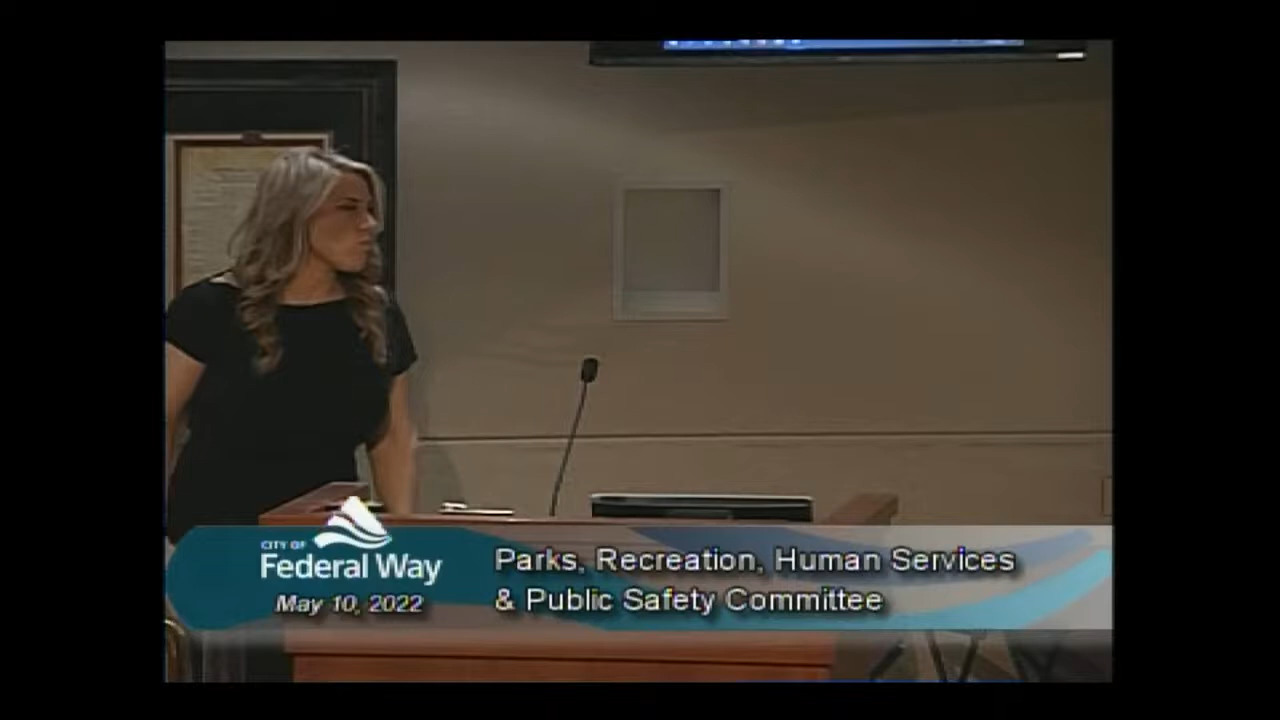 CITY OF
Federal Way
May 10, 2022
Parks, Recreation, Human Services
& Public Safety Committee